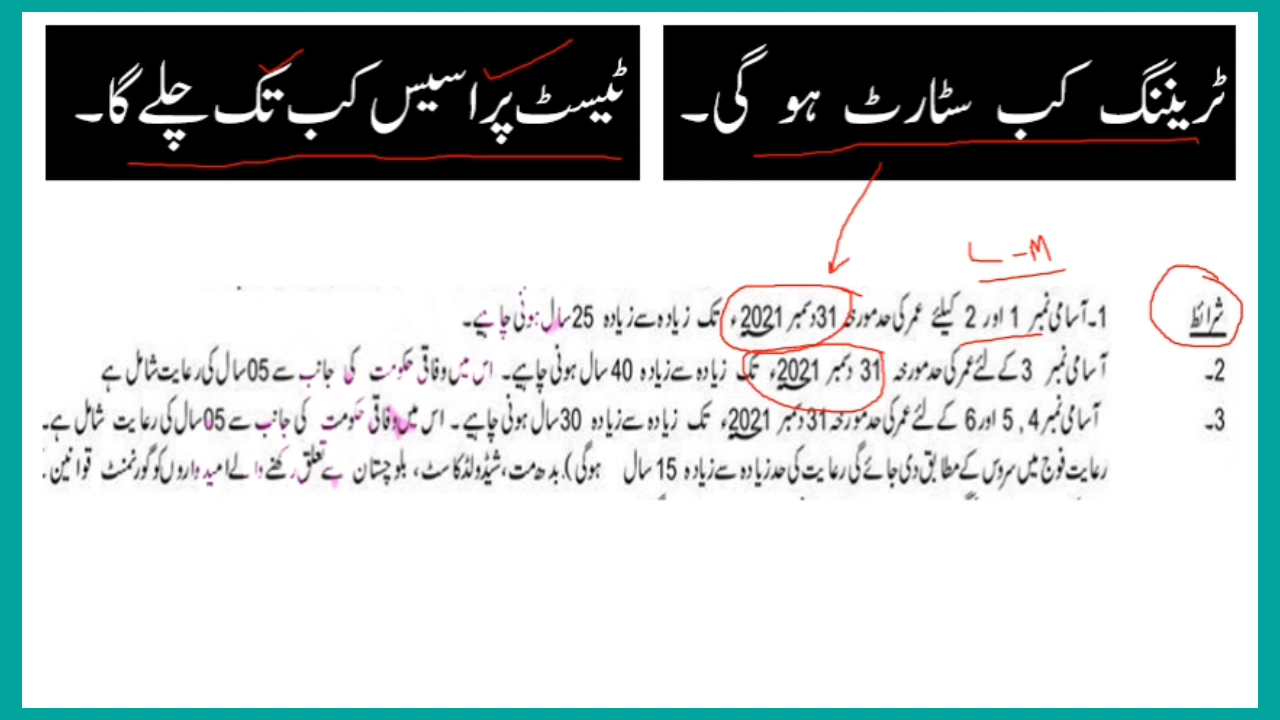 ٹریننگ کب سٹارٹ ہو گی۔
ٹیسٹ پراسیس کب تک چلے گا۔
L-M
شرائط 1۔آسامی نمبر 1 اور 2 کیلئے عمر کی حد مورخہ 31 دسمبر 2021ء تک زیادہ سے زیادہ 25 سال ہونی چاہیے۔
2۔ آسامی نمبر 3 کے لئے عمر کی حد مورخہ 31 دسمبر 2021ء تک زیادہ سے زیادہ 40 سال ہونی چاہیے۔ اس میں وفاقی حکومت کی جانب سے 05 سال کی رعایت شامل ہے
3۔ آسامی نمبر 4 , 5 اور 6 کے لئے عمر کی حد مورخہ 31 دسمبر 2021ء تک زیادہ سے زیادہ 30 سال ہونی چاہیے۔ اس میں وفاقی حکومت کی جانب سے 05 سال کی رعایت شامل ہے۔
رعایت فوج میں سروس کے مطابق دی جائے گی رعایت کی حد زیادہ سے زیادہ 15 سال ہوگی). بدھ مت، شیڈولڈ کاسٹ، بلوچستان سے تعلق رکھنے والے امیدواروں کو گورنمنٹ قوانین